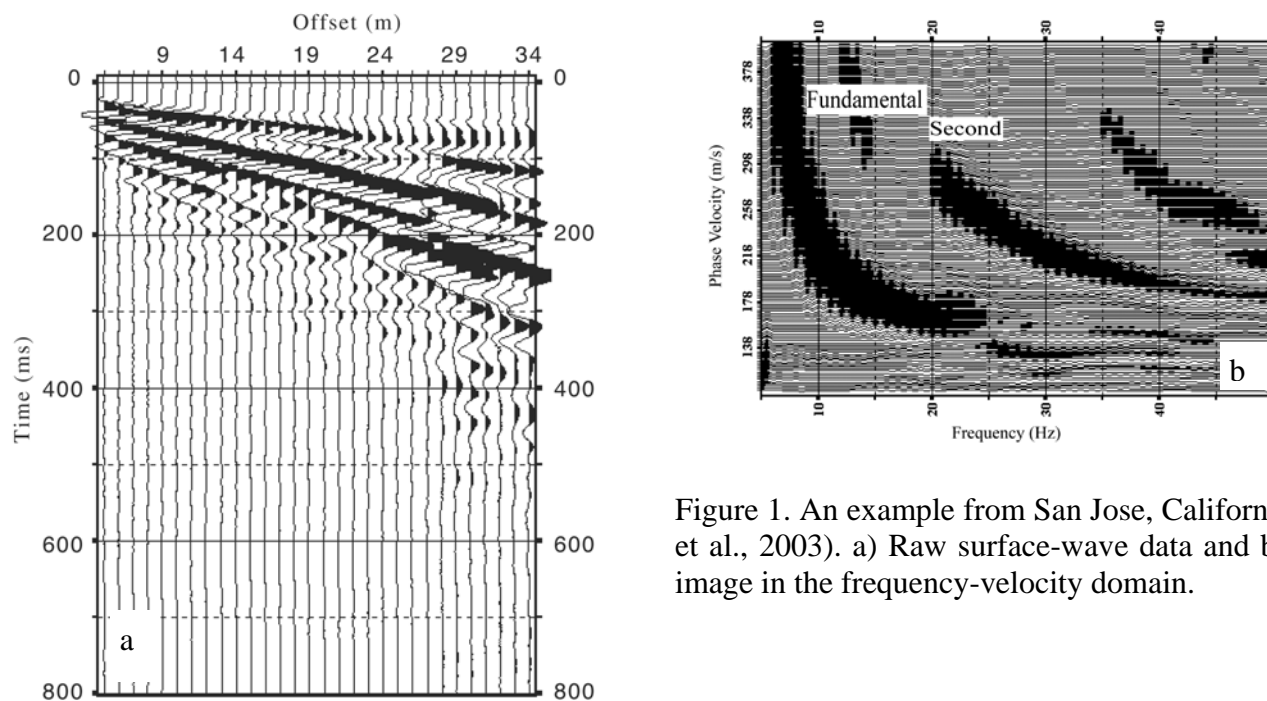 Offset (m)
9 14 19 24 29 34
0 0
200 200
400 400
600 600
800 800
Time (ms)
a
10 20 30 40
378
338
298
258
218
178
138
Phase Velocity (m/s)
Fundamental
Second
b
10 20 30 40
Frequency (Hz)
Figure 1. An example from San Jose, Californ
et al., 2003). a) Raw surface-wave data and b
image in the frequency-velocity domain.